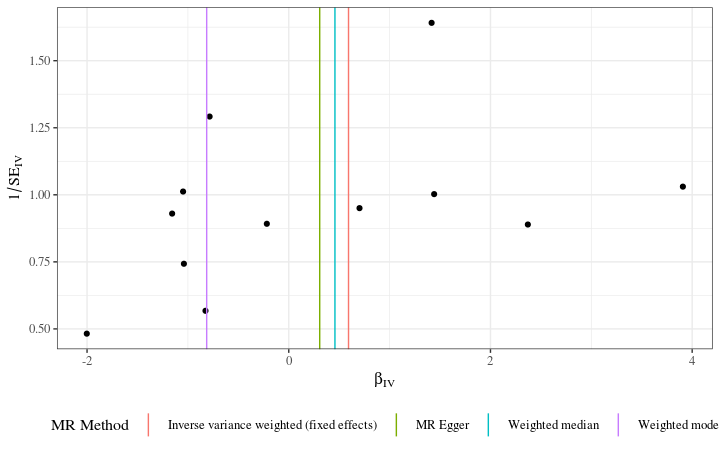 1.50
1.25
1.00
0.75
0.50
1/SE_IV
-2 0 2 4
β_IV
MR Method Inverse variance weighted (fixed effects) MR Egger Weighted median Weighted mode